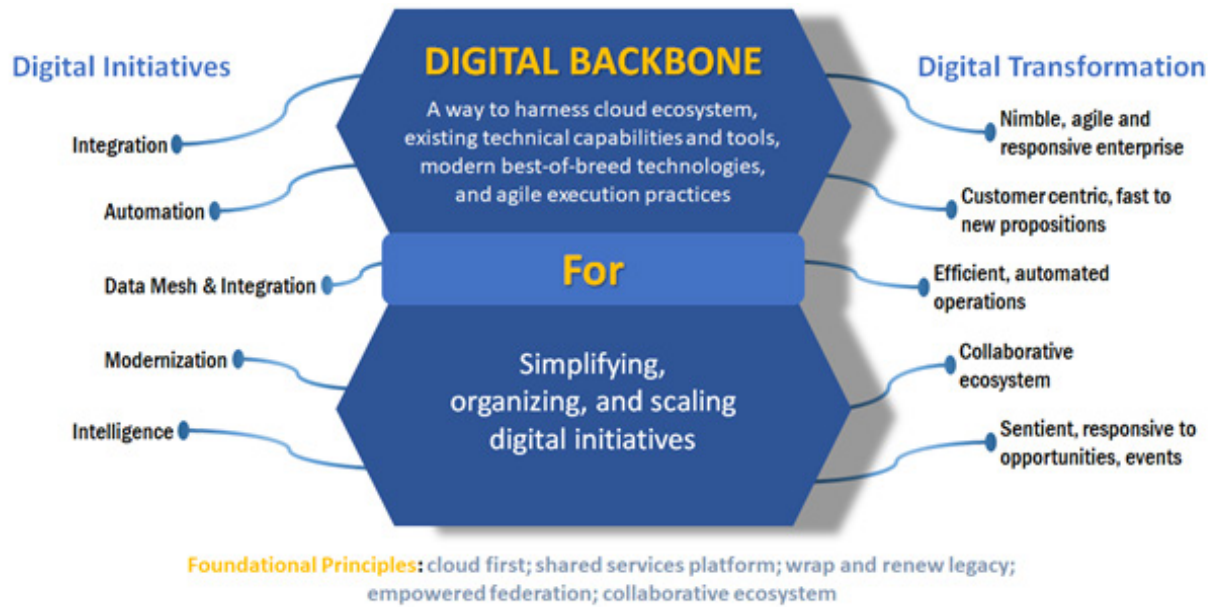 Digital Initiatives
Integration
Automation
Data Mesh & Integration
Modernization
Intelligence
DIGITAL BACKBONE
A way to harness cloud ecosystem,
existing technical capabilities and tools,
modern best-of-breed technologies,
and agile execution practices
For
Simplifying,
organizing, and scaling
digital initiatives
Digital Transformation
Nimble, agile and
responsive enterprise
Customer centric, fast to
new propositions
Efficient, automated
operations
Collaborative
ecosystem
Sentient, responsive to
opportunities, events
Foundational Principles: cloud first; shared services platform; wrap and renew legacy;
empowered federation; collaborative ecosystem